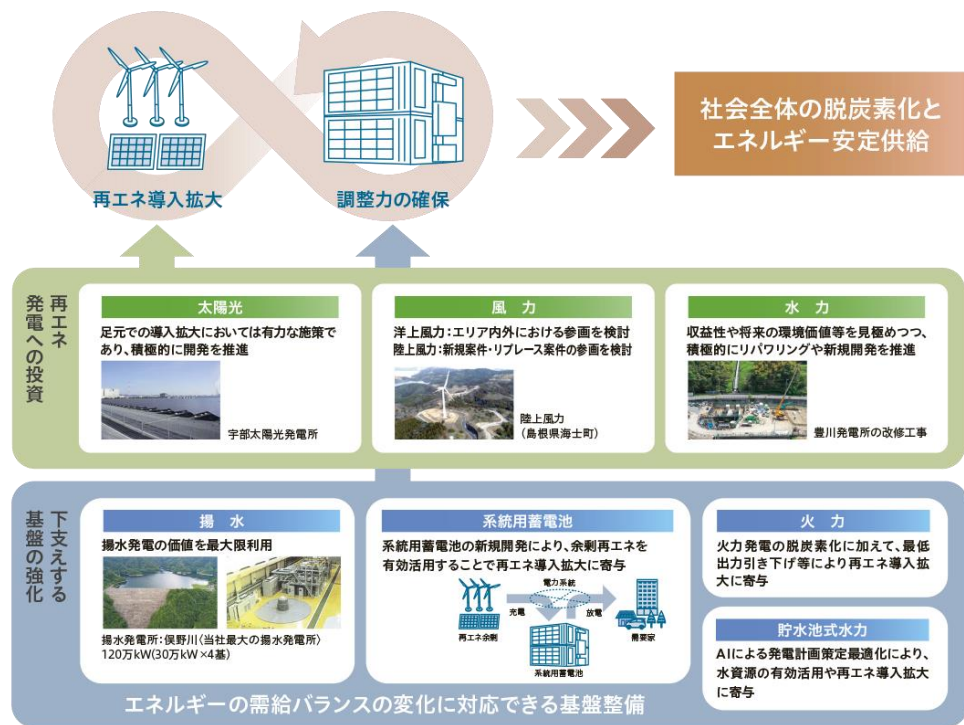 再エネ導入拡大
調整力の確保
社会全体の脱炭素化と
エネルギー安定供給
再エネ
発電への投資
太陽光
足元での導入拡大においては有力な施策で
あり、積極的に開発を推進
宇部太陽光発電所
風 力
洋上風力：エリア内外における参画を検討
陸上風力：新規案件・リプレース案件の参画を検討
陸上風力
（島根県海士町）
水 力
収益性や将来の環境価値等を見極めつつ、
積極的にリパワリングや新規開発を推進
豊川発電所の改修工事
下支えする
基盤の強化
揚 水
揚水発電の価値を最大限利用
揚水発電所：俣野川〈当社最大の揚水発電所〉
120万kW(30万kW×4基)
系統用蓄電池
系統用蓄電池の新規開発により、余剰再エネを
有効活用することで再エネ導入拡大に寄与
電力系統
充電
放電
再エネ余剰
需要家
系統用蓄電池
火 力
火力発電の脱炭素化に加えて、最低
出力引き下げ等により再エネ導入拡
大に寄与
貯水池式水力
AIによる発電計画策定最適化により、
水資源の有効活用や再エネ導入拡大
に寄与
エネルギーの需給バランスの変化に対応できる基盤整備